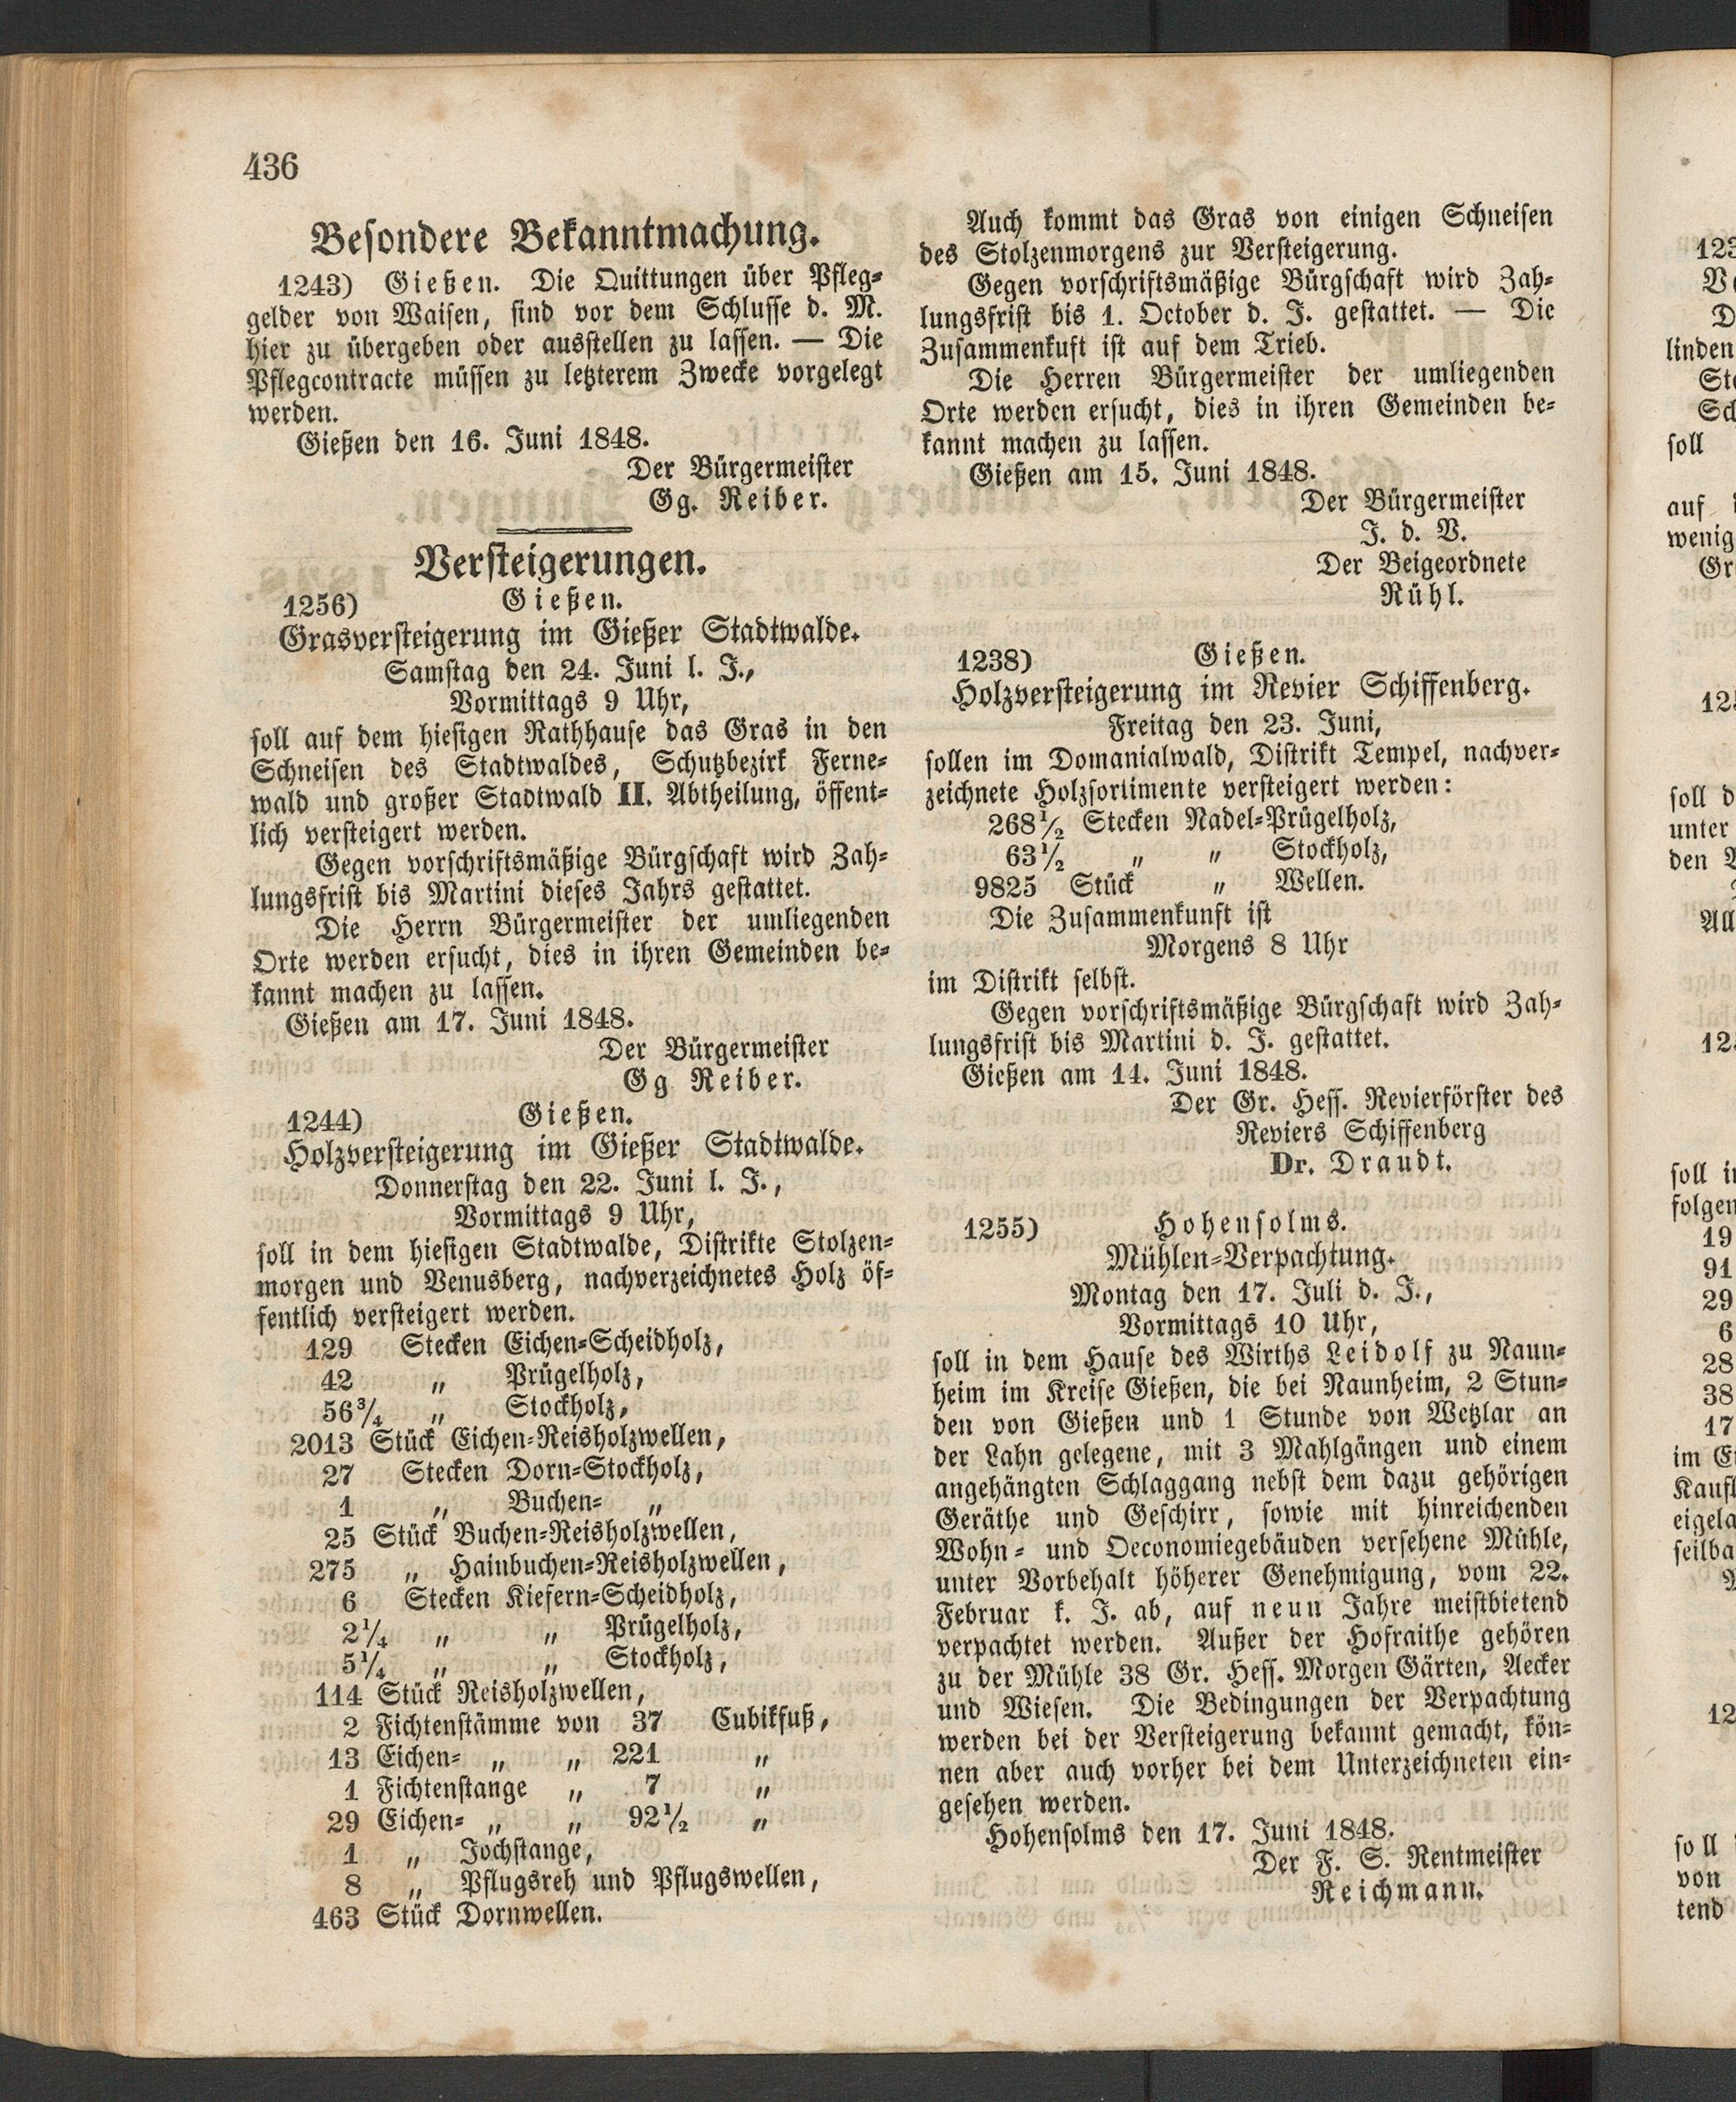 436
Besondere Bekanntmachung.
1243) Gießen. Die Quittungen über Pfleg-
gelder von Waisen, sind vor dem Schlusse d. M.
hier zu übergeben oder ausstellen zu lassen. — Die
Pflegcontracte müssen zu letzterem Zwecke vorgelegt
werden.
Gießen den 16. Juni 1848.
Der Bürgermeister
Gg. Reiber.
Versteigerungen.
1256) Gießen.
Grasversteigerung im Gießer Stadtwalde.
Samstag den 24. Juni l. J.,
Vormittags 9 Uhr,
soll auf dem hiesigen Rathhause das Gras in den
Schneisen des Stadtwaldes, Schutzbezirk Ferne-
wald und großer Stadtwald II. Abtheilung, öffent-
lich versteigert werden.
Gegen vorschriftsmäßige Bürgschaft wird Zah-
lungsfrist bis Martini dieses Jahrs gestattet.
Die Herrn Bürgermeister der umliegenden
Orte werden ersucht, dies in ihren Gemeinden be-
kannt machen zu lassen.
Gießen am 17. Juni 1848.
Der Bürgermeister
Gg Reiber.
1244) Gießen.
Holzversteigerung im Gießer Stadtwalde.
Donnerstag den 22. Juni l. J.,
Vormittags 9 Uhr,
soll in dem hiesigen Stadtwalde, Distrikte Stolzen-
morgen und Venusberg, nachverzeichnetes Holz öf-
fentlich versteigert werden.
129 Stecken Eichen-Scheidholz,
42 „ Prügelholz,
56¾ „ Stockholz,
2013 Stück Eichen-Reisholzwellen,
27 Stecken Dorn-Stockholz,
1 „ Buchen- „
25 Stück Buchen-Reisholzwellen,
275 „ Hainbuchen-Reisholzwellen,
6 Stecken Kiefern-Scheidholz,
2¼ „ „ Prügelholz,
5¼ „ „ Stockholz,
114 Stück Reisholzwellen,
2 Fichtenstämme von 37 Cubikfuß,
13 Eichen- „ „ 221 „
1 Fichtenstange „ 7 „
29 Eichen- „ „ 92½ „
1 „ Jochstange,
8 „ Pflugsreh und Pflugswellen,
463 Stück Dornwellen.
Auch kommt das Gras von einigen Schneisen
des Stolzenmorgens zur Versteigerung.
Gegen vorschriftsmäßige Bürgschaft wird Zah-
lungsfrist bis 1. October d. J. gestattet. — Die
Zusammenkuft ist auf dem Trieb.
Die Herren Bürgermeister der umliegenden
Orte werden ersucht, dies in ihren Gemeinden be-
kannt machen zu lassen.
Gießen am 15. Juni 1848.
Der Bürgermeister
J. d. V.
Der Beigeordnete
Rühl.
1238) Gießen.
Holzversteigerung im Revier Schiffenberg.
Freitag den 23. Juni,
sollen im Domanialwald, Distrikt Tempel, nachver-
zeichnete Holzsortimente versteigert werden:
268½ Stecken Nadel-Prügelholz,
63½ „ „ Stockholz,
9825 Stück „ Wellen.
Die Zusammenkunft ist
Morgens 8 Uhr
im Distrikt selbst.
Gegen vorschriftsmäßige Bürgschaft wird Zah-
lungsfrist bis Martini d. J. gestattet.
Gießen am 14. Juni 1848.
Der Gr. Hess. Revierförster des
Reviers Schiffenberg
Dr. Draudt.
1255) Hohensolms.
Mühlen-Verpachtung.
Montag den 17. Juli d. J.,
Vormittags 10 Uhr,
soll in dem Hause des Wirths Leidolf zu Naun-
heim im Kreise Gießen, die bei Naunheim, 2 Stun-
den von Gießen und 1 Stunde von Wetzlar an
der Lahn gelegene, mit 3 Mahlgängen und einem
angehängten Schlaggang nebst dem dazu gehörigen
Geräthe und Geschirr, sowie mit hinreichenden
Wohn- und Oeconomiegebäuden versehene Mühle,
unter Vorbehalt höherer Genehmigung, vom 22.
Februar k. J. ab, auf neun Jahre meistbietend
verpachtet werden. Außer der Hofraithe gehören
zu der Mühle 38 Gr. Hess. Morgen Gärten, Aecker
und Wiesen. Die Bedingungen der Verpachtung
werden bei der Versteigerung bekannt gemacht, kön-
nen aber auch vorher bei dem Unterzeichneten ein-
gesehen werden.
Hohensolms den 17. Juni 1848.
Der F. S. Rentmeister
Reichmann.